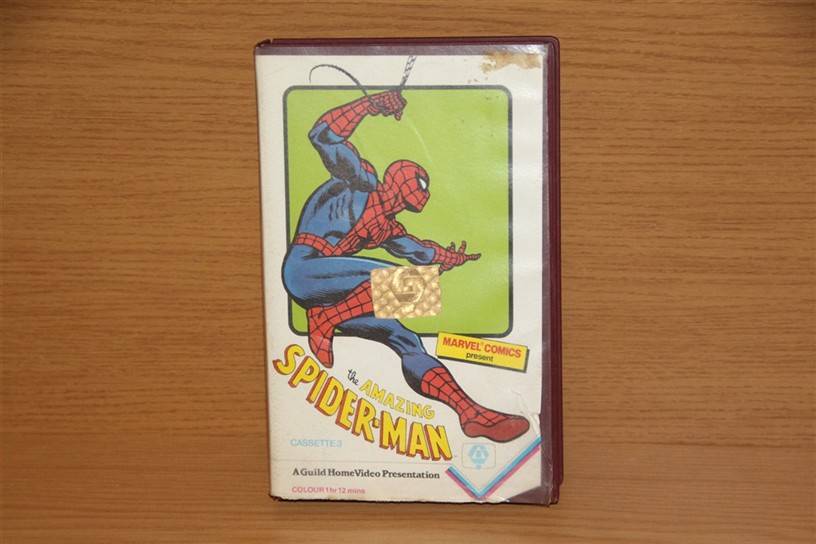 MARVEL COMICS
present
the AMAZING
SPIDER-MAN
CASSETTE 3
A Guild Home Video Presentation
COLOUR 1 hr 12 mins